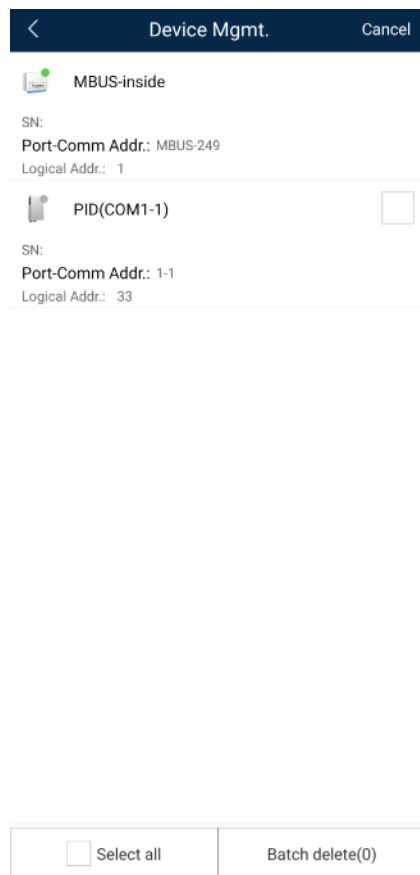 Device Mgmt. Cancel
MBUS-inside
SN:
Port-Comm Addr.: MBUS-249
Logical Addr.: 1
PID(COM1-1)
SN:
Port-Comm Addr.: 1-1
Logical Addr.: 33
Select all Batch delete(0)